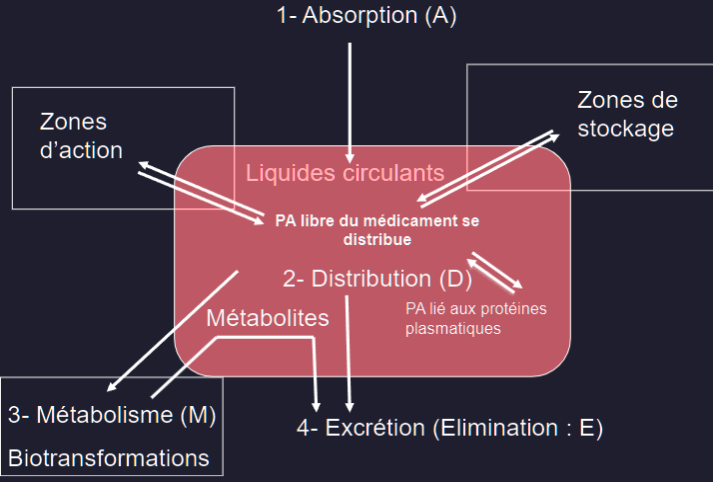 1- Absorption (A)
Zones
d’action
Zones de
stockage
Liquides circulants
PA libre du médicament se
distribue
2- Distribution (D)
PA lié aux protéines
plasmatiques
Métabolites
3- Métabolisme (M)
Biotransformations
4- Excrétion (Elimination : E)